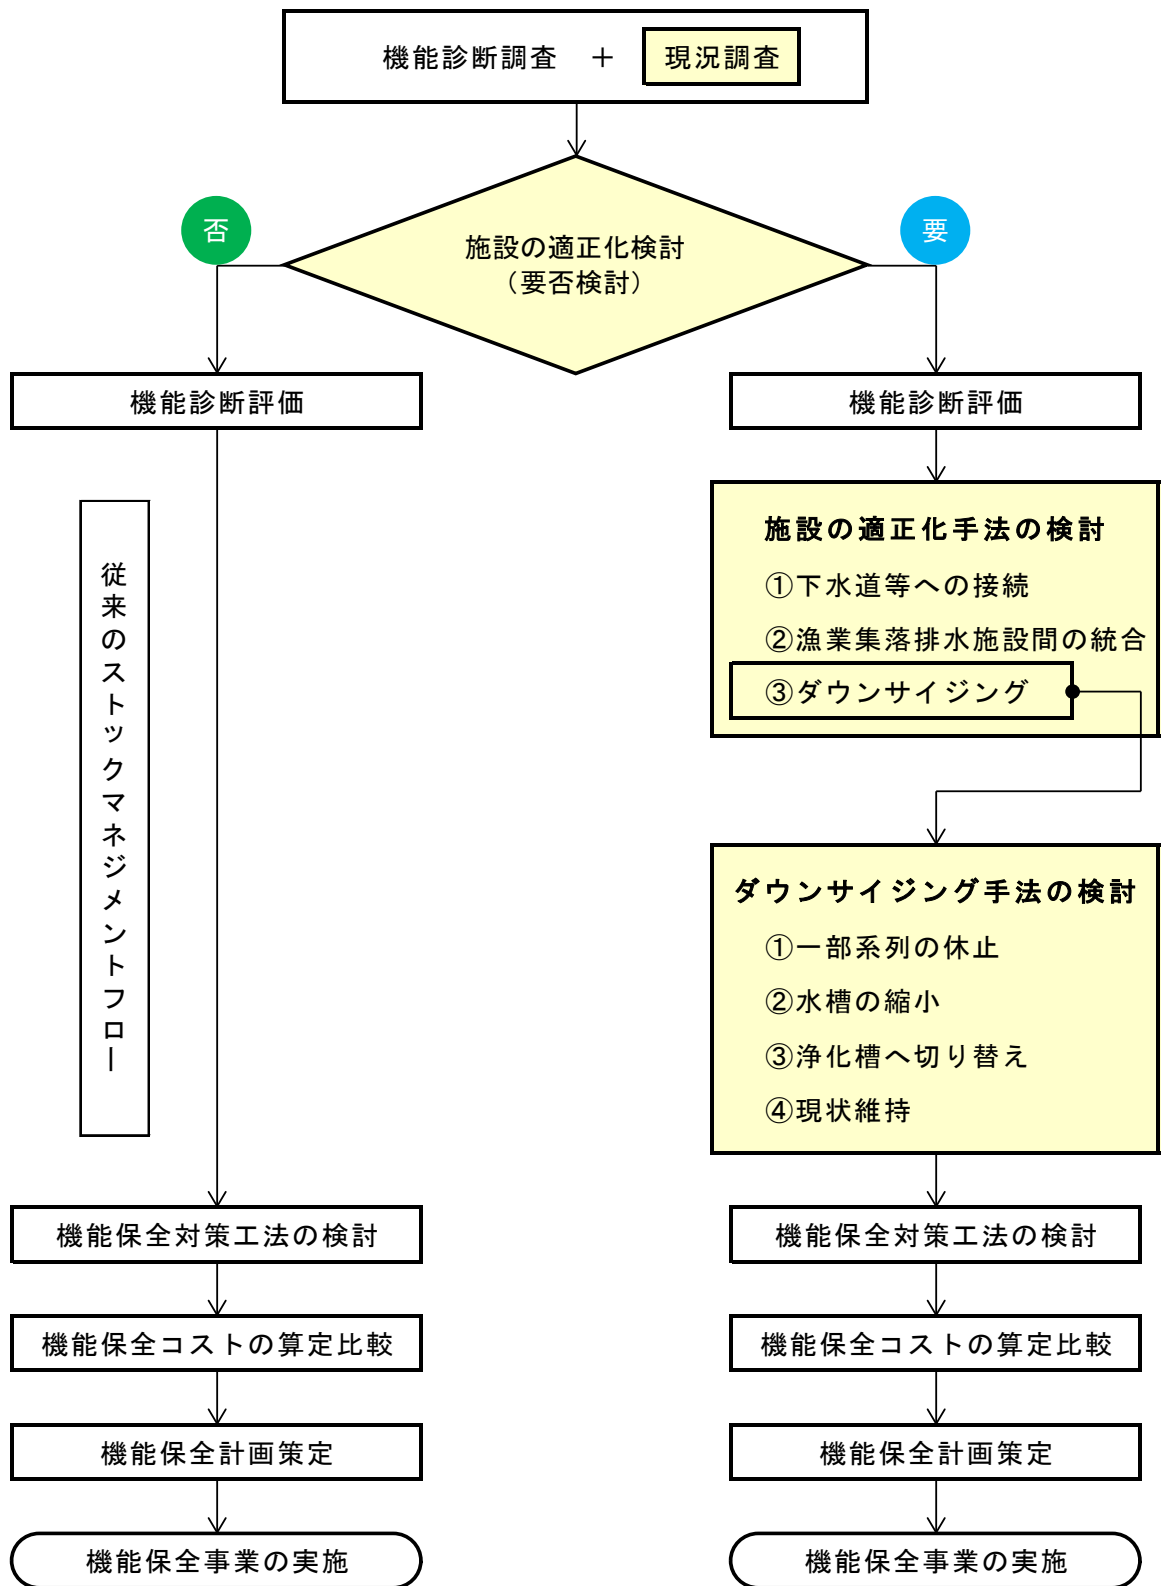 機能診断調査 ＋ 現況調査
施設の適正化検討
（要否検討）
否
機能診断評価
従来のストックマネジメントフロー
機能保全対策工法の検討
機能保全コストの算定比較
機能保全計画策定
機能保全事業の実施
要
機能診断評価
施設の適正化手法の検討
①下水道等への接続
②漁業集落排水施設間の統合
③ダウンサイジング
ダウンサイジング手法の検討
①一部系列の休止
②水槽の縮小
③浄化槽へ切り替え
④現状維持
機能保全対策工法の検討
機能保全コストの算定比較
機能保全計画策定
機能保全事業の実施